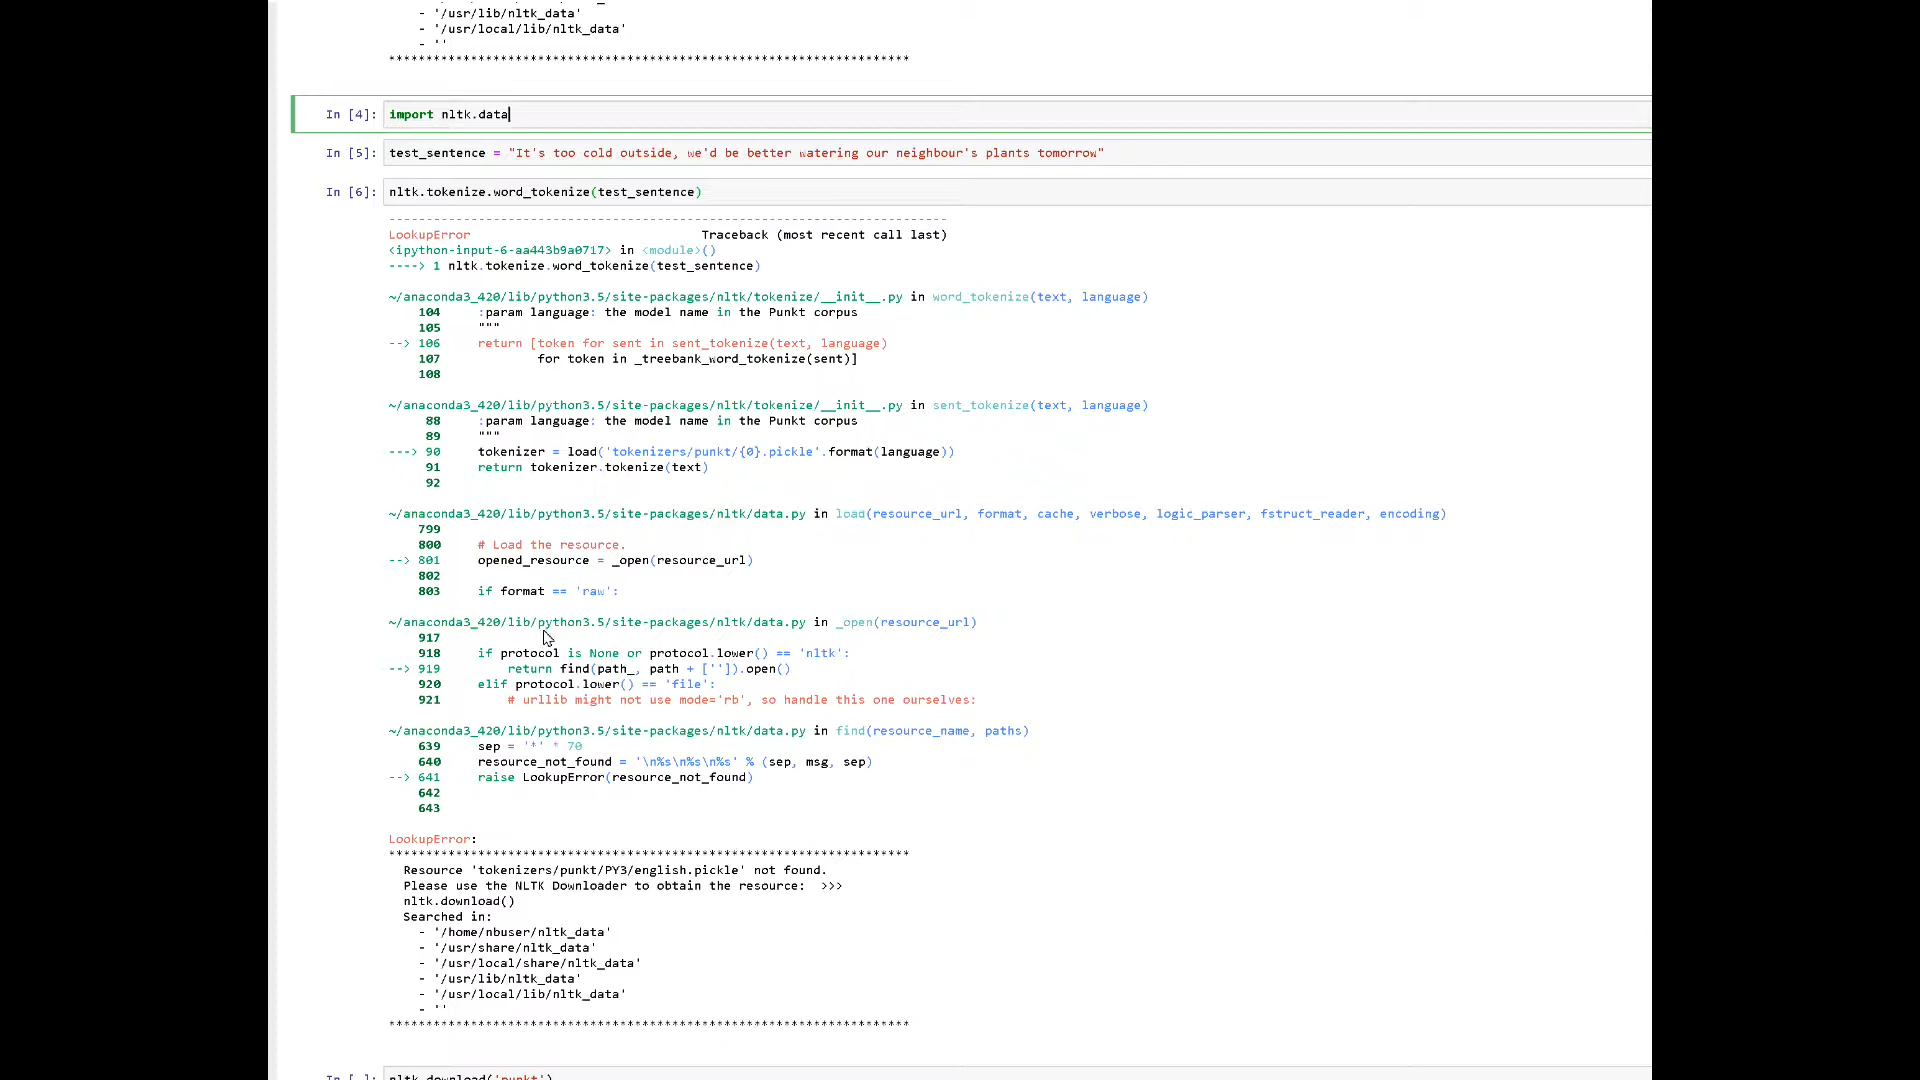 - '/usr/lib/nltk_data'
- '/usr/local/lib/nltk_data'
- ''
**********************************************************************
In [4]: import nltk.data
In [5]: test_sentence = "It's too cold outside, we'd be better watering our neighbour's plants tomorrow"
In [6]: nltk.tokenize.word_tokenize(test_sentence)
---------------------------------------------------------------------------
LookupError                               Traceback (most recent call last)
<ipython-input-6-aa443b9a0717> in <module>()
----> 1 nltk.tokenize.word_tokenize(test_sentence)
~/anaconda3_420/lib/python3.5/site-packages/nltk/tokenize/__init__.py in word_tokenize(text, language)
104     :param language: the model name in the Punkt corpus
105     """
--> 106     return [token for sent in sent_tokenize(text, language)
107             for token in _treebank_word_tokenize(sent)]
108
~/anaconda3_420/lib/python3.5/site-packages/nltk/tokenize/__init__.py in sent_tokenize(text, language)
88     :param language: the model name in the Punkt corpus
89     """
---> 90     tokenizer = load('tokenizers/punkt/{0}.pickle'.format(language))
91     return tokenizer.tokenize(text)
92
~/anaconda3_420/lib/python3.5/site-packages/nltk/data.py in load(resource_url, format, cache, verbose, logic_parser, fstruct_reader, encoding)
799
800     # Load the resource.
--> 801     opened_resource = _open(resource_url)
802
803     if format == 'raw':
~/anaconda3_420/lib/python3.5/site-packages/nltk/data.py in _open(resource_url)
917
918     if protocol is None or protocol.lower() == 'nltk':
--> 919         return find(path_, path + ['']).open()
920     elif protocol.lower() == 'file':
921         # urllib might not use mode='rb', so handle this one ourselves:
~/anaconda3_420/lib/python3.5/site-packages/nltk/data.py in find(resource_name, paths)
639     sep = '*' * 70
640     resource_not_found = '\n%s\n%s\n%s' % (sep, msg, sep)
--> 641     raise LookupError(resource_not_found)
642
643
LookupError:
**********************************************************************
Resource 'tokenizers/punkt/PY3/english.pickle' not found.
Please use the NLTK Downloader to obtain the resource:  >>>
nltk.download()
Searched in:
- '/home/nbuser/nltk_data'
- '/usr/share/nltk_data'
- '/usr/local/share/nltk_data'
- '/usr/lib/nltk_data'
- '/usr/local/lib/nltk_data'
- ''
**********************************************************************
In [ ]: nltk.download('punkt')